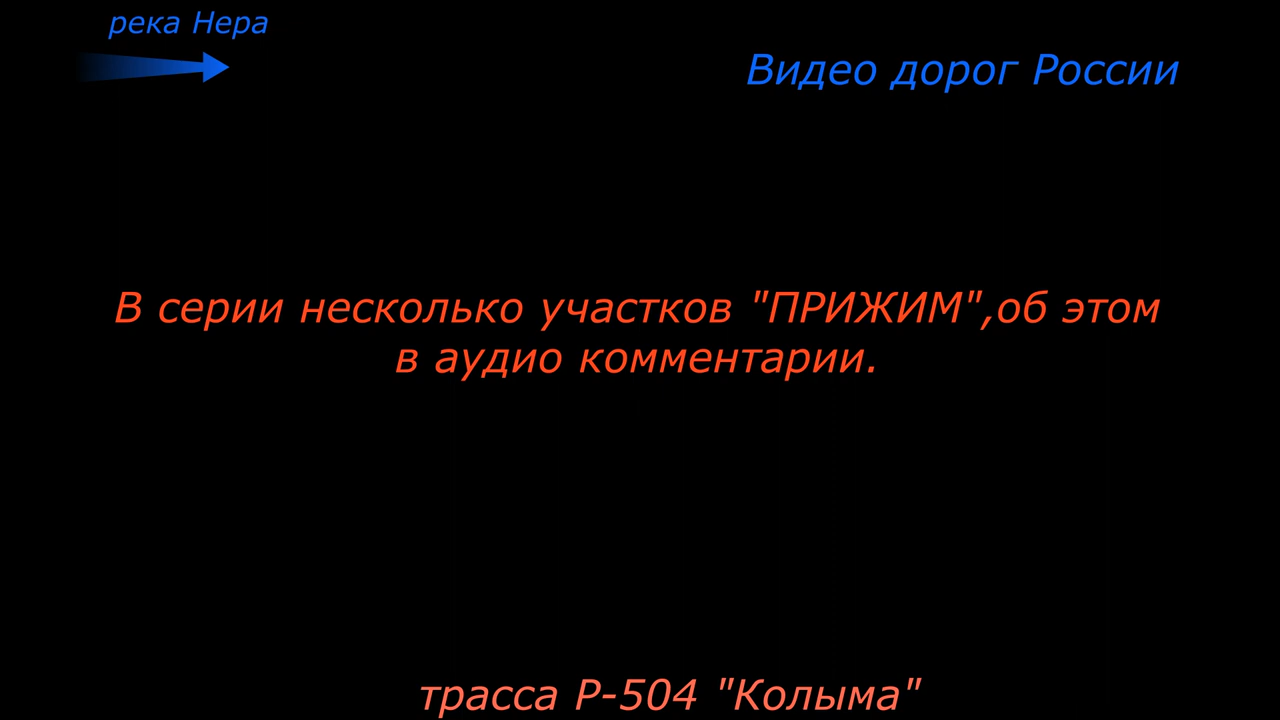 река Нера
Видео дорог России
В серии несколько участков "ПРИЖИМ",об этом
в аудио комментарии.
трасса Р-504 "Колыма"